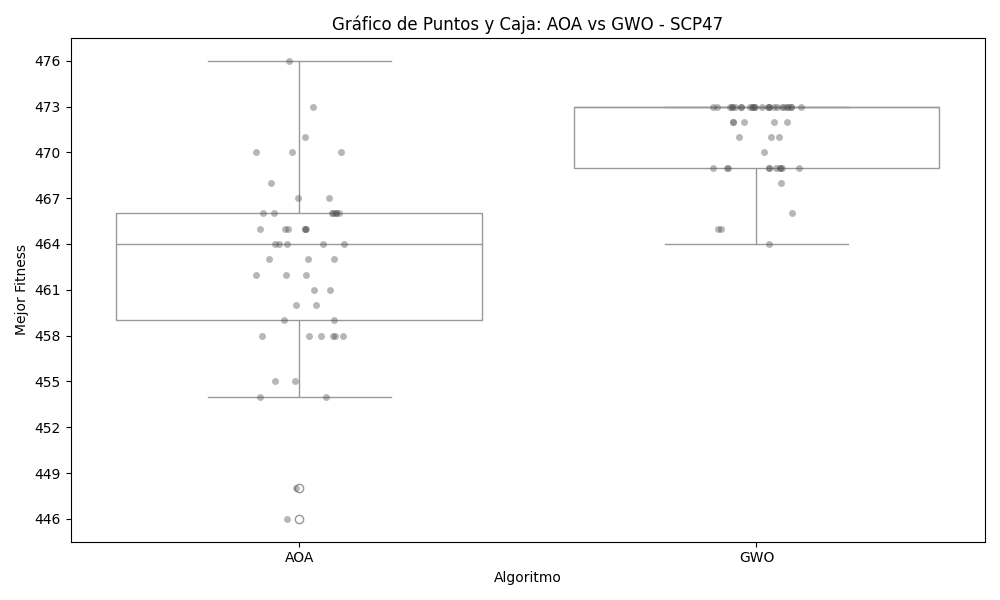 Gráfico de Puntos y Caja: AOA vs GWO - SCP47
Mejor Fitness
476
473
470
467
464
461
458
455
452
449
446
AOA
GWO
Algoritmo